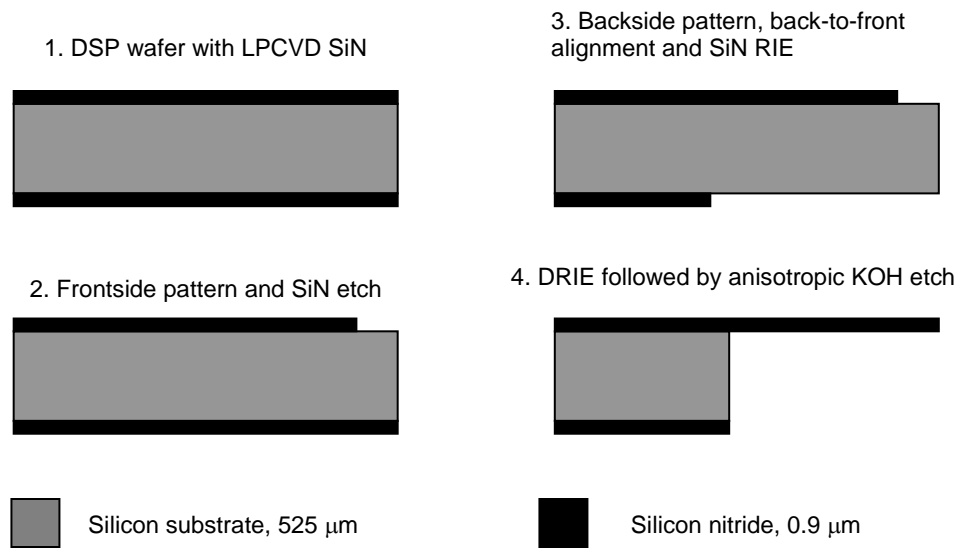 1. DSP wafer with LPCVD SiN
2. Frontside pattern and SiN etch
3. Backside pattern, back-to-front
alignment and SiN RIE
4. DRIE followed by anisotropic KOH etch
Silicon substrate, 525 μm
Silicon nitride, 0.9 μm